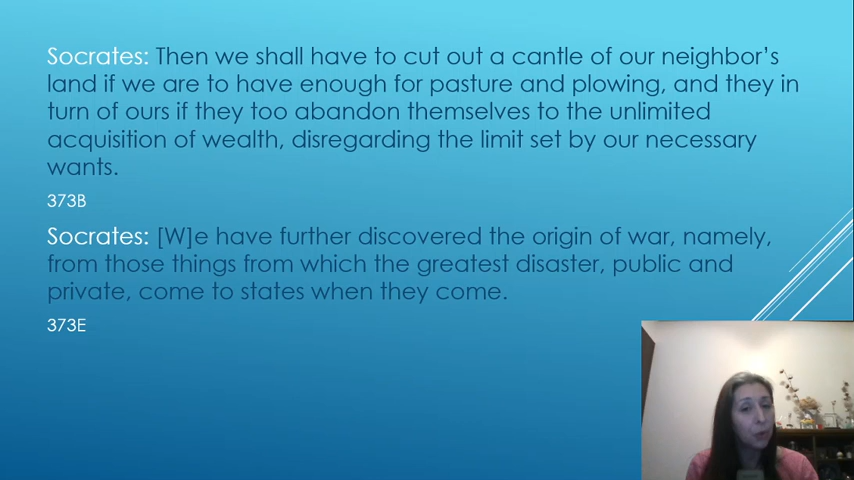 Socrates: Then we shall have to cut out a cantle of our neighbor’s
land if we are to have enough for pasture and plowing, and they in
turn of ours if they too abandon themselves to the unlimited
acquisition of wealth, disregarding the limit set by our necessary
wants.
373B
Socrates: [W]e have further discovered the origin of war, namely,
from those things from which the greatest disaster, public and
private, come to states when they come.
373E